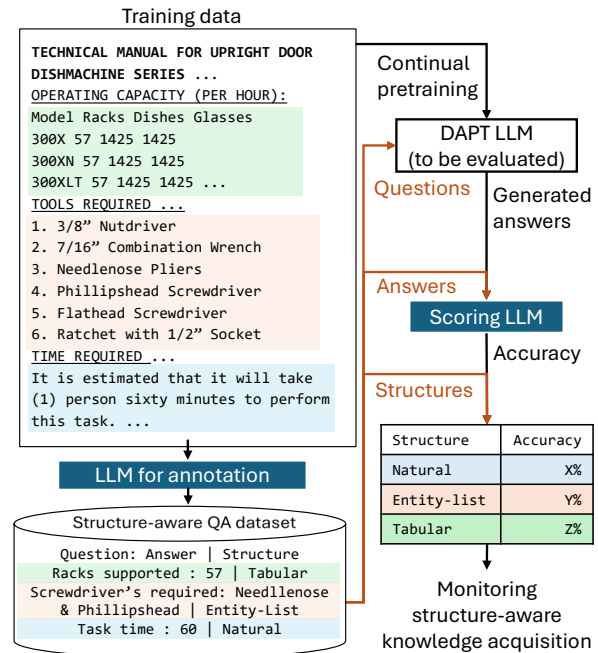 Training data
TECHNICAL MANUAL FOR UPRIGHT DOOR
DISHMACHINE SERIES ...
OPERATING CAPACITY (PER HOUR):
Model Racks Dishes Glasses
300X 57 1425 1425
300XN 57 1425 1425
300XLT 57 1425 1425 ...
TOOLS REQUIRED ...
1. 3/8” Nutdriver
2. 7/16” Combination Wrench
3. Needlenose Pliers
4. Phillipshead Screwdriver
5. Flathead Screwdriver
6. Ratchet with 1/2” Socket
TIME REQUIRED ...
It is estimated that it will take
(1) person sixty minutes to perform
this task. ...
LLM for annotation
Structure-aware QA dataset
Question: Answer | Structure
Racks supported : 57 | Tabular
Screwdriver’s required: Needllenose
& Phillipshead | Entity-List
Task time : 60 | Natural
Continual
pretraining
DAPT LLM
(to be evaluated)
Questions
Generated
answers
Answers
Scoring LLM
Accuracy
Structures
Structure Accuracy
Natural X%
Entity-list Y%
Tabular Z%
Monitoring
structure-aware
knowledge acquisition